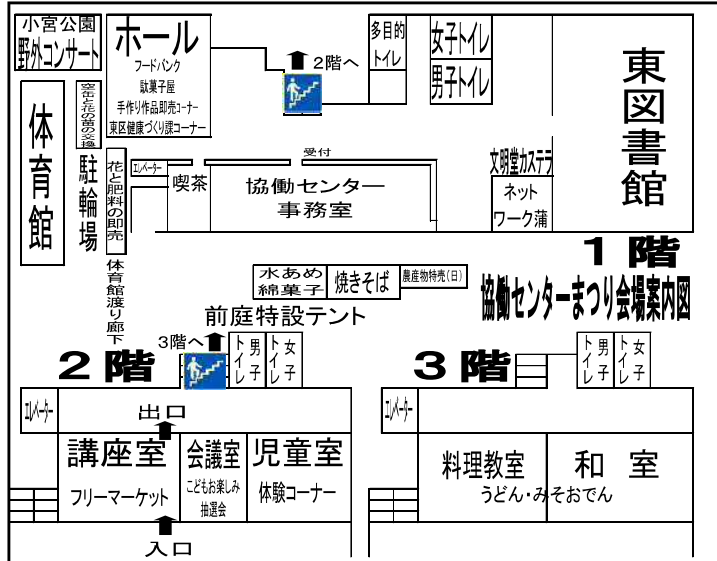 小宮公園
野外コンサート
ホール
フードバンク
駄菓子屋
手作り作品即売コーナー
東区健康づくり課コーナー
2階へ
多目的
トイレ
女子トイレ
男子トイレ
東図書館
体育館
空缶と花の苗の交換
駐輪場
花と肥料の即売
体育館渡り廊下
エレベーター
喫茶
受付
協働センター
事務室
文明堂カステラ
ネット
ワーク蒲
1階
協働センターまつり会場案内図
水あめ
綿菓子
焼きそば
農産物特売(日)
前庭特設テント
2階
3階へ
男子トイレ
女子トイレ
エレベーター
出口
講座室
フリーマーケット
会議室
こどもお楽しみ
抽選会
児童室
体験コーナー
入口
3階
男子トイレ
女子トイレ
エレベーター
料理教室
和室
うどん・みそおでん